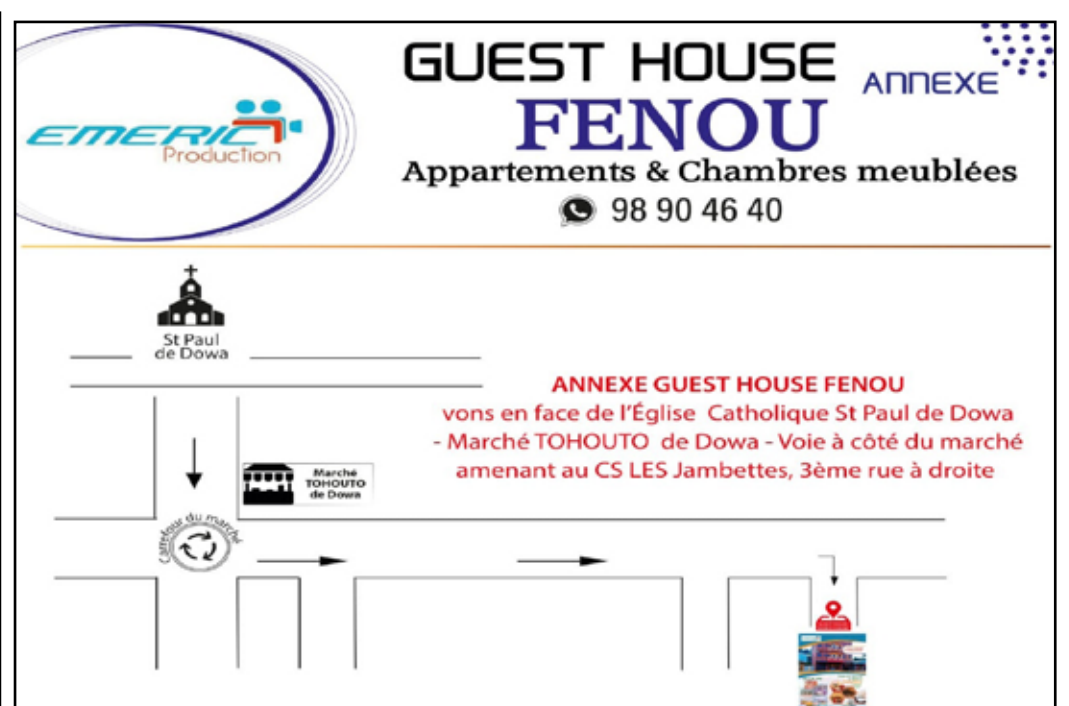 GUEST HOUSE
ANNEXE
FENOU
Appartements & Chambres meublées
98 90 46 40
EMERIC
Production
St Paul
de Dowa
ANNEXE GUEST HOUSE FENOU
vons en face de l'Église Catholique St Paul de Dowa
- Marché TOHOUTO de Dowa - Voie à côté du marché
amenant au CS LES Jambettes, 3ème rue à droite
Marché
TOHOUTO
de Dowa
Carrefour du marché